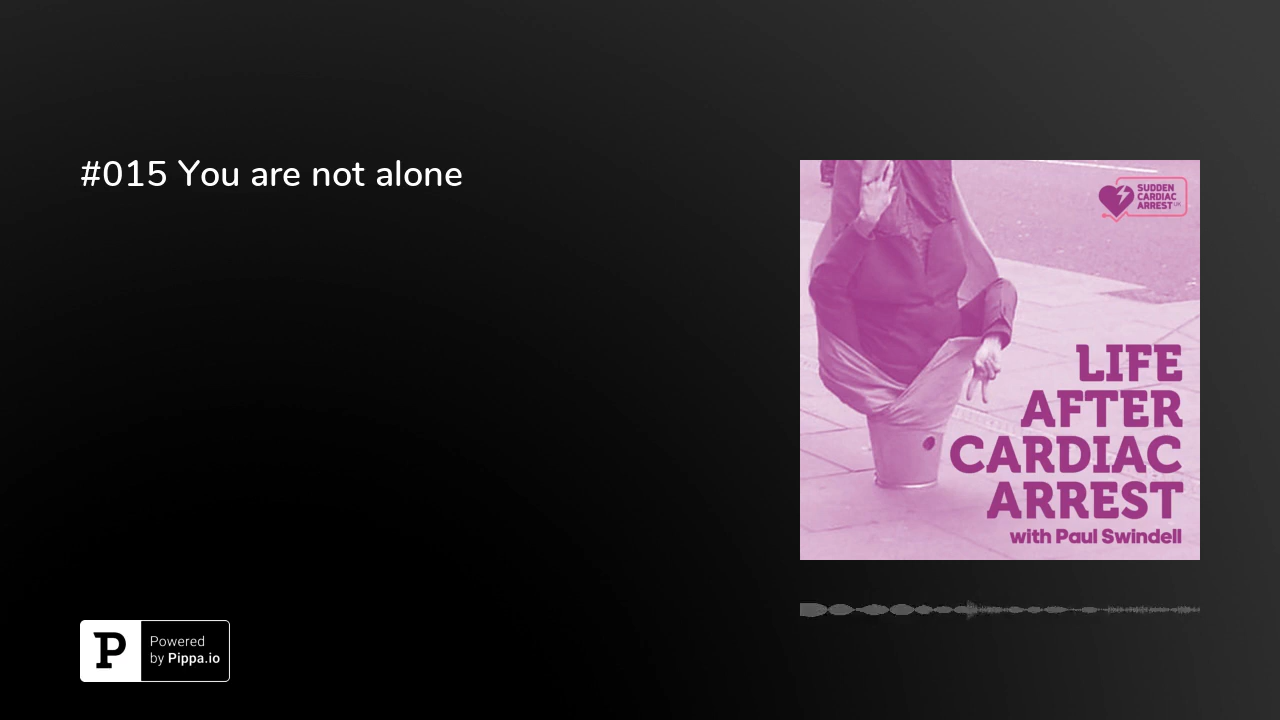 #015 You are not alone
SUDDEN
CARDIAC
ARREST UK
LIFE
AFTER
CARDIAC
ARREST
with Paul Swindell
P
Powered
by Pippa.io